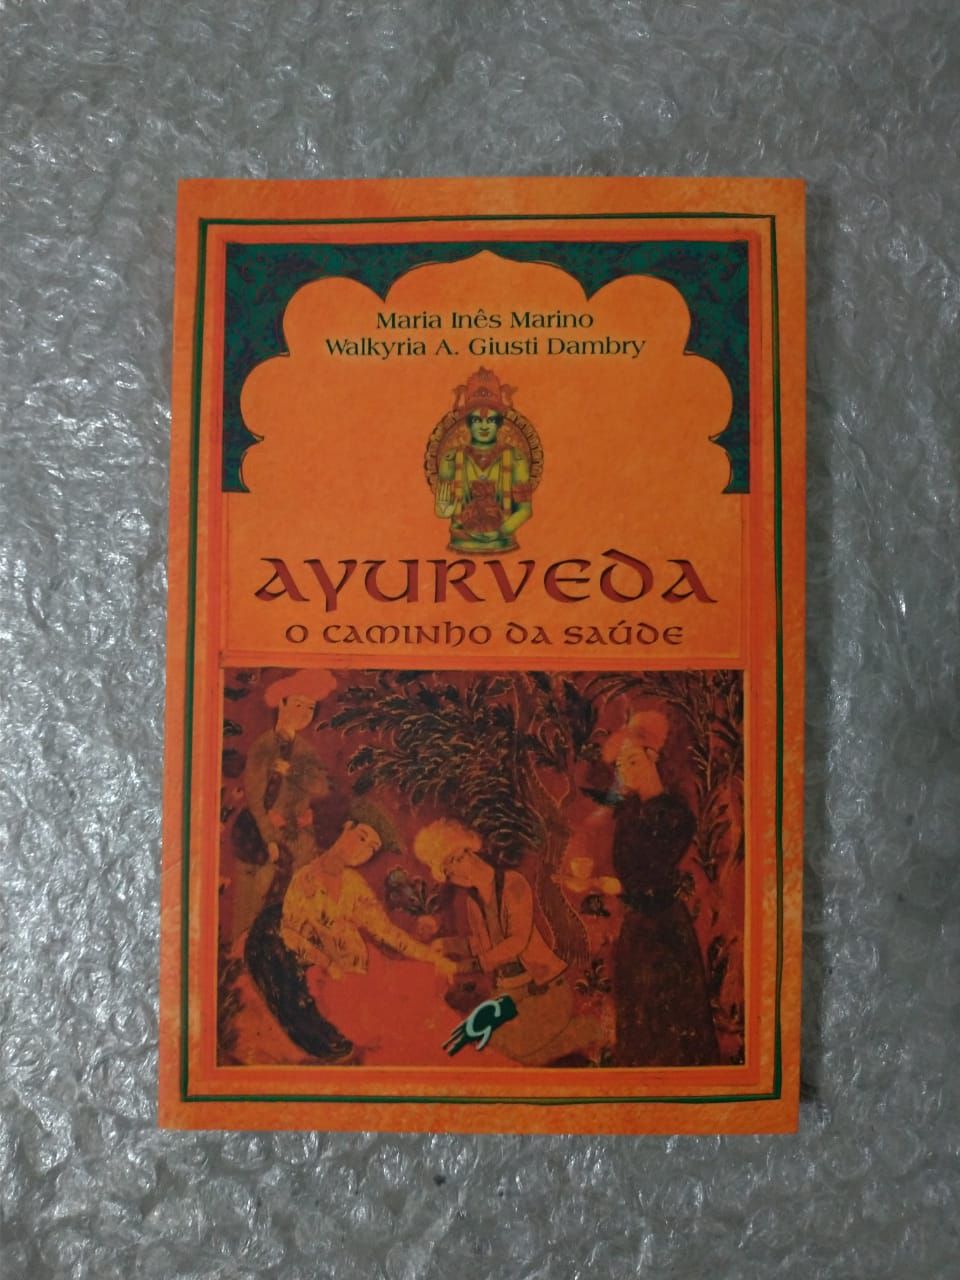 Maria Inês Marino
Walkyria A. Giusti Dambry
AYURVEDA
O CAMINHO DA SAÚDE
G